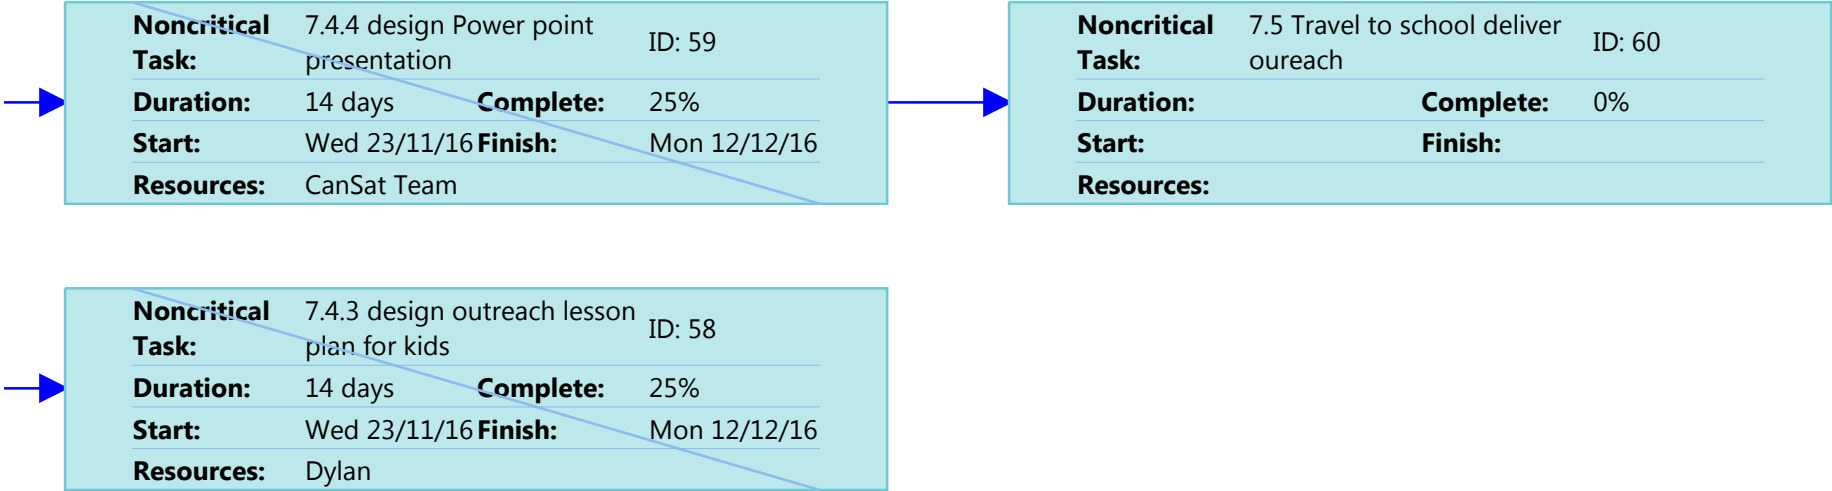 Noncritical Task: 7.4.4 design Power point presentation ID: 59
Duration: 14 days Complete: 25%
Start: Wed 23/11/16 Finish: Mon 12/12/16
Resources: CanSat Team
Noncritical Task: 7.5 Travel to school deliver oureach ID: 60
Duration: Complete: 0%
Start: Finish:
Resources:
Noncritical Task: 7.4.3 design outreach lesson plan for kids ID: 58
Duration: 14 days Complete: 25%
Start: Wed 23/11/16 Finish: Mon 12/12/16
Resources: Dylan